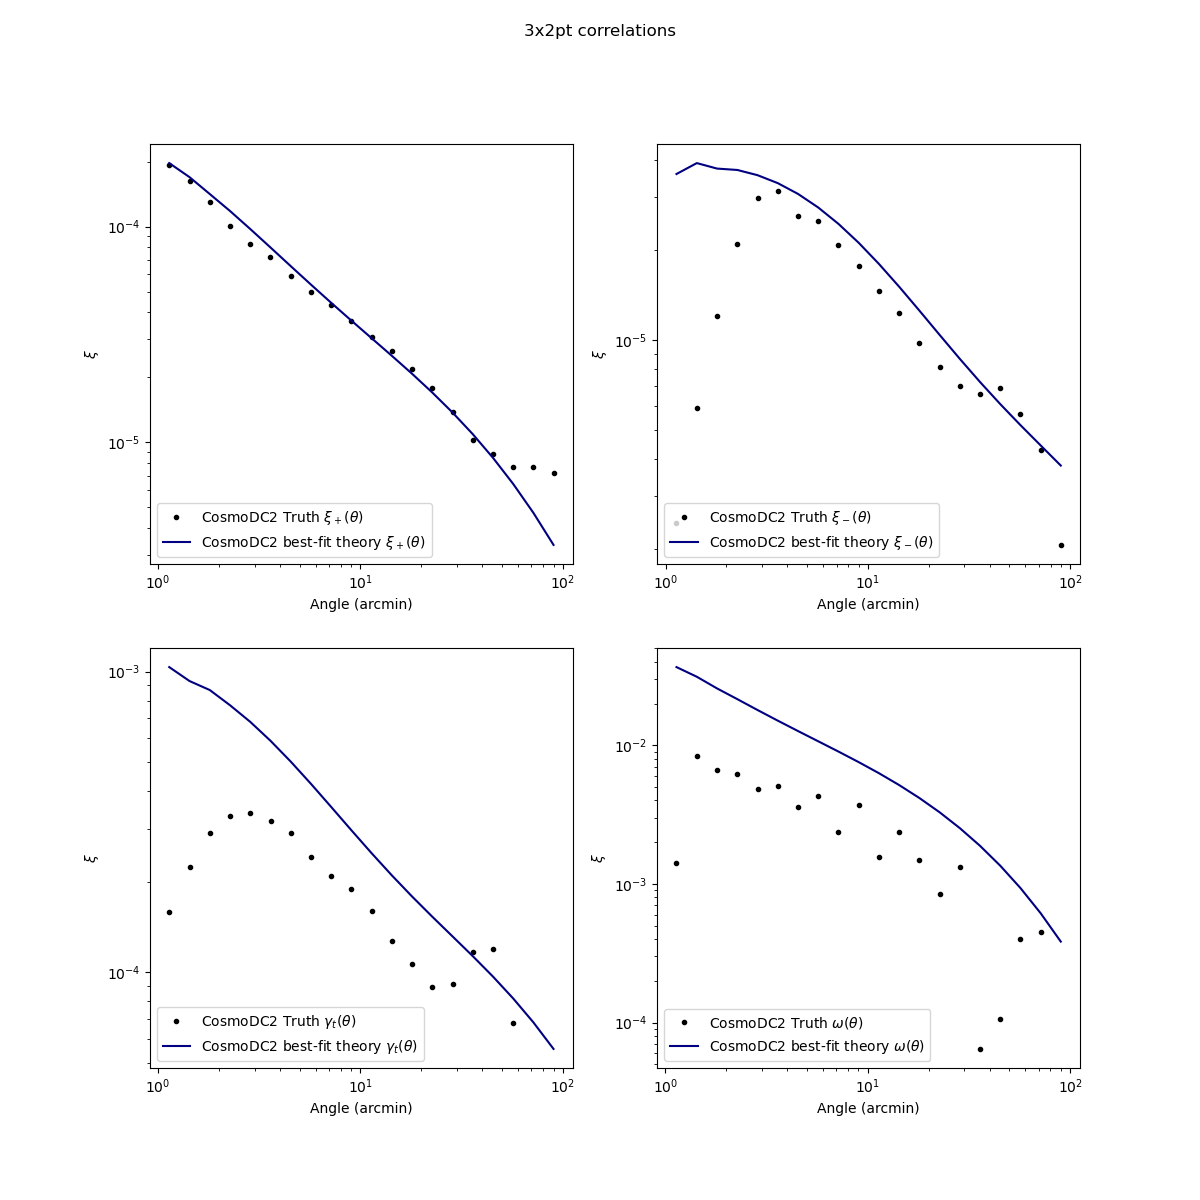 3x2pt correlations
10⁻⁴
10⁻⁵
ξ
CosmoDC2 Truth ξ₊(θ)
CosmoDC2 best-fit theory ξ₊(θ)
10⁰ 10¹ 10²
Angle (arcmin)
10⁻⁵
ξ
CosmoDC2 Truth ξ₋(θ)
CosmoDC2 best-fit theory ξ₋(θ)
10⁰ 10¹ 10²
Angle (arcmin)
10⁻³
10⁻⁴
ξ
CosmoDC2 Truth γₜ(θ)
CosmoDC2 best-fit theory γₜ(θ)
10⁰ 10¹ 10²
Angle (arcmin)
10⁻²
10⁻³
10⁻⁴
ξ
CosmoDC2 Truth ω(θ)
CosmoDC2 best-fit theory ω(θ)
10⁰ 10¹ 10²
Angle (arcmin)